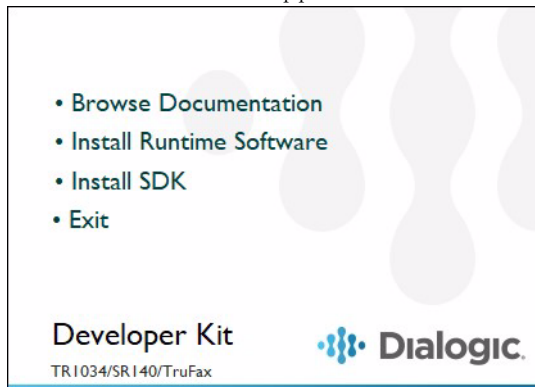 • Browse Documentation
• Install Runtime Software
• Install SDK
• Exit
Developer Kit
TR1034/SR140/TruFax
Dialogic.